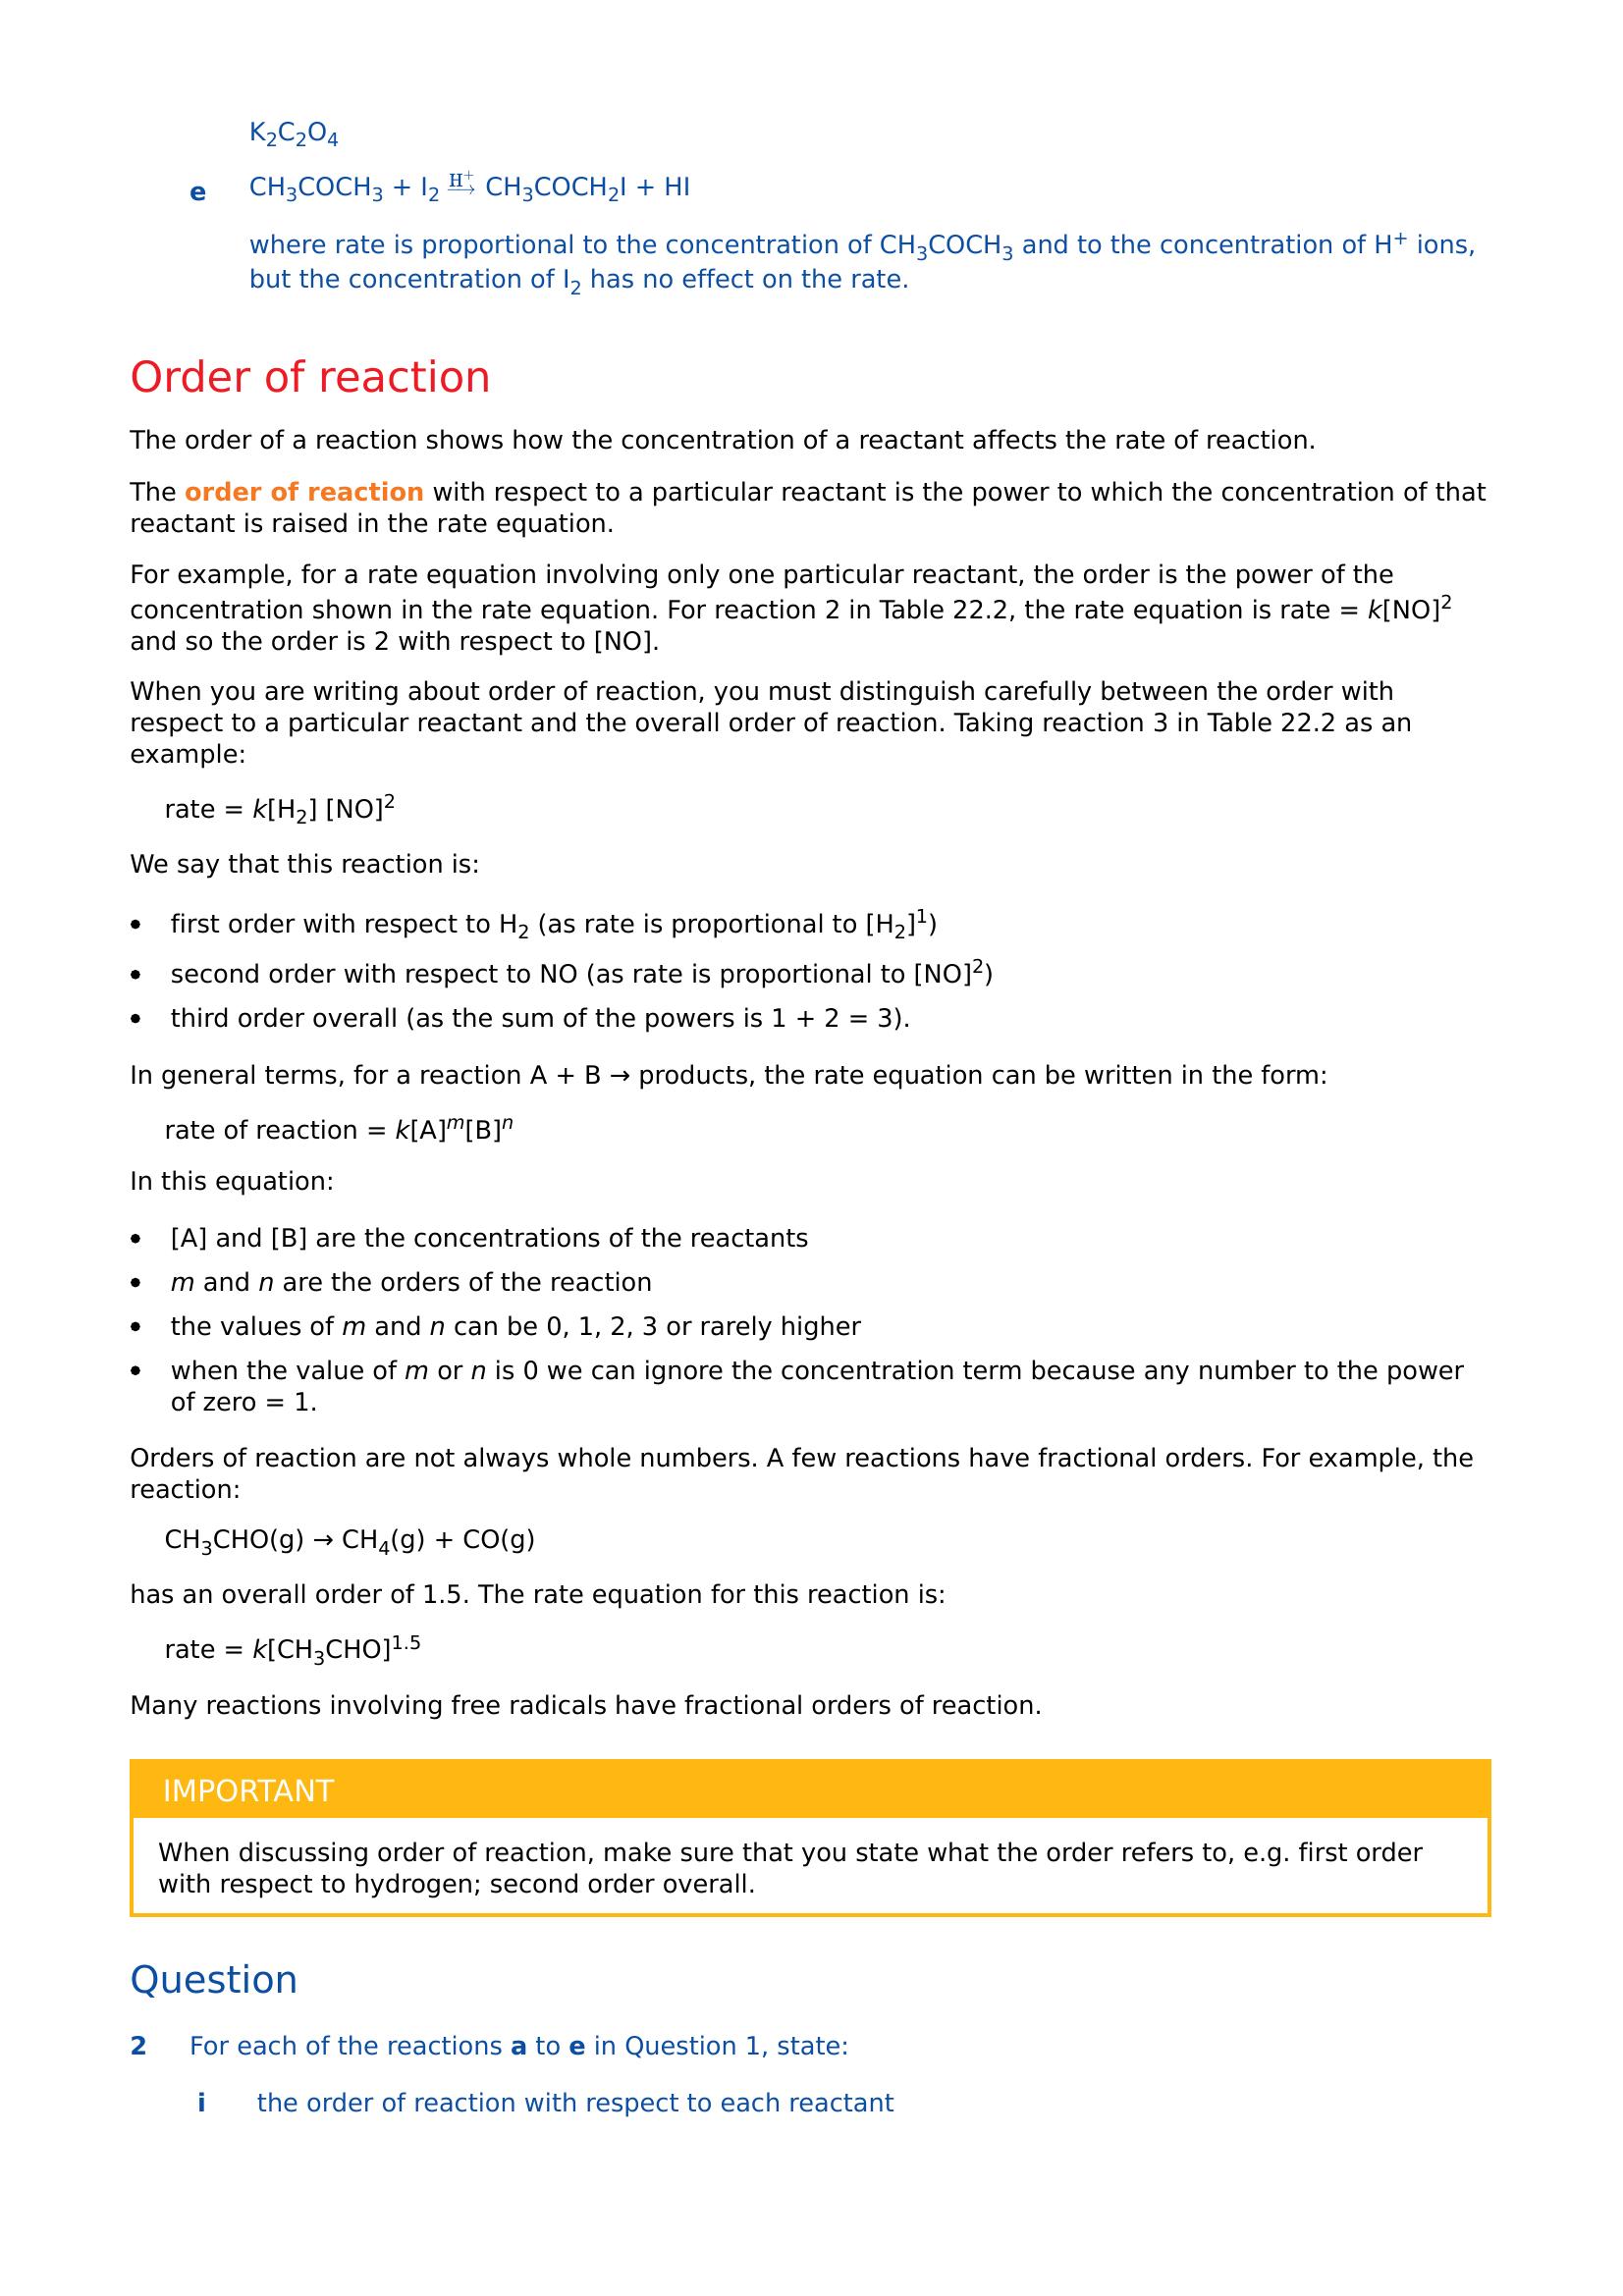 K₂C₂O₄
e CH₃COCH₃ + I₂ —H⁺→ CH₃COCH₂I + HI
where rate is proportional to the concentration of CH₃COCH₃ and to the concentration of H⁺ ions,
but the concentration of I₂ has no effect on the rate.
Order of reaction
The order of a reaction shows how the concentration of a reactant affects the rate of reaction.
The order of reaction with respect to a particular reactant is the power to which the concentration of that
reactant is raised in the rate equation.
For example, for a rate equation involving only one particular reactant, the order is the power of the
concentration shown in the rate equation. For reaction 2 in Table 22.2, the rate equation is rate = k[NO]²
and so the order is 2 with respect to [NO].
When you are writing about order of reaction, you must distinguish carefully between the order with
respect to a particular reactant and the overall order of reaction. Taking reaction 3 in Table 22.2 as an
example:
rate = k[H₂] [NO]²
We say that this reaction is:
• first order with respect to H₂ (as rate is proportional to [H₂]¹)
• second order with respect to NO (as rate is proportional to [NO]²)
• third order overall (as the sum of the powers is 1 + 2 = 3).
In general terms, for a reaction A + B → products, the rate equation can be written in the form:
rate of reaction = k[A]ᵐ[B]ⁿ
In this equation:
• [A] and [B] are the concentrations of the reactants
• m and n are the orders of the reaction
• the values of m and n can be 0, 1, 2, 3 or rarely higher
• when the value of m or n is 0 we can ignore the concentration term because any number to the power
of zero = 1.
Orders of reaction are not always whole numbers. A few reactions have fractional orders. For example, the
reaction:
CH₃CHO(g) → CH₄(g) + CO(g)
has an overall order of 1.5. The rate equation for this reaction is:
rate = k[CH₃CHO]¹·⁵
Many reactions involving free radicals have fractional orders of reaction.
IMPORTANT
When discussing order of reaction, make sure that you state what the order refers to, e.g. first order
with respect to hydrogen; second order overall.
Question
2 For each of the reactions a to e in Question 1, state:
i the order of reaction with respect to each reactant